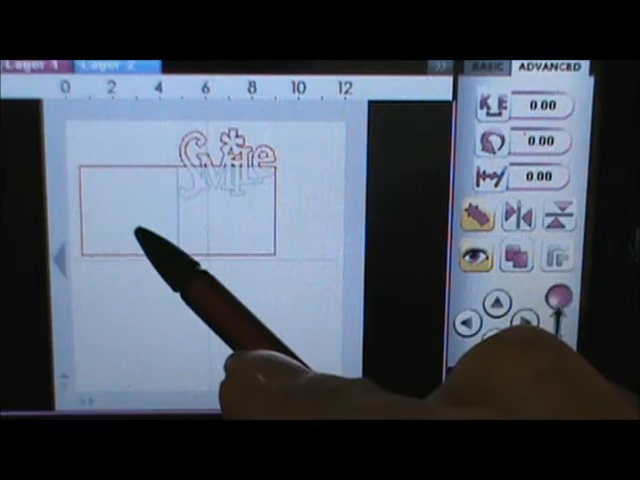 Layer 1 Layer 2 >> BASIC ADVANCED
0 2 4 6 8 10 12
K E 0.00
0.00
0.00
Smile